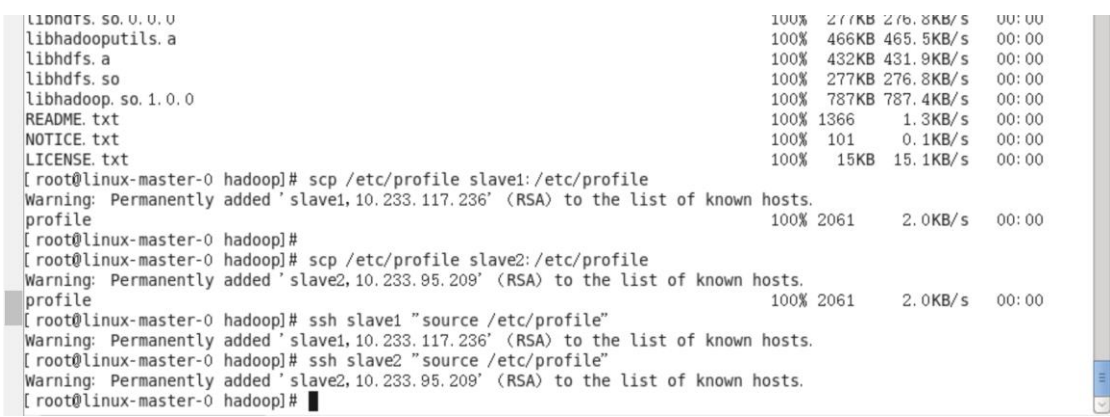 libhdfs.so.0.0.0 100% 277KB 276.8KB/s 00:00
libhadooputils.a 100% 466KB 465.5KB/s 00:00
libhdfs.a 100% 432KB 431.9KB/s 00:00
libhdfs.so 100% 277KB 276.8KB/s 00:00
libhadoop.so.1.0.0 100% 787KB 787.4KB/s 00:00
README.txt 100% 1366 1.3KB/s 00:00
NOTICE.txt 100% 101 0.1KB/s 00:00
LICENSE.txt 100% 15KB 15.1KB/s 00:00
[root@linux-master-0 hadoop]# scp /etc/profile slave1:/etc/profile
Warning: Permanently added 'slave1,10.233.117.236' (RSA) to the list of known hosts.
profile 100% 2061 2.0KB/s 00:00
[root@linux-master-0 hadoop]#
[root@linux-master-0 hadoop]# scp /etc/profile slave2:/etc/profile
Warning: Permanently added 'slave2,10.233.95.209' (RSA) to the list of known hosts.
profile 100% 2061 2.0KB/s 00:00
[root@linux-master-0 hadoop]# ssh slave1 "source /etc/profile"
Warning: Permanently added 'slave1,10.233.117.236' (RSA) to the list of known hosts.
[root@linux-master-0 hadoop]# ssh slave2 "source /etc/profile"
Warning: Permanently added 'slave2,10.233.95.209' (RSA) to the list of known hosts.
[root@linux-master-0 hadoop]#